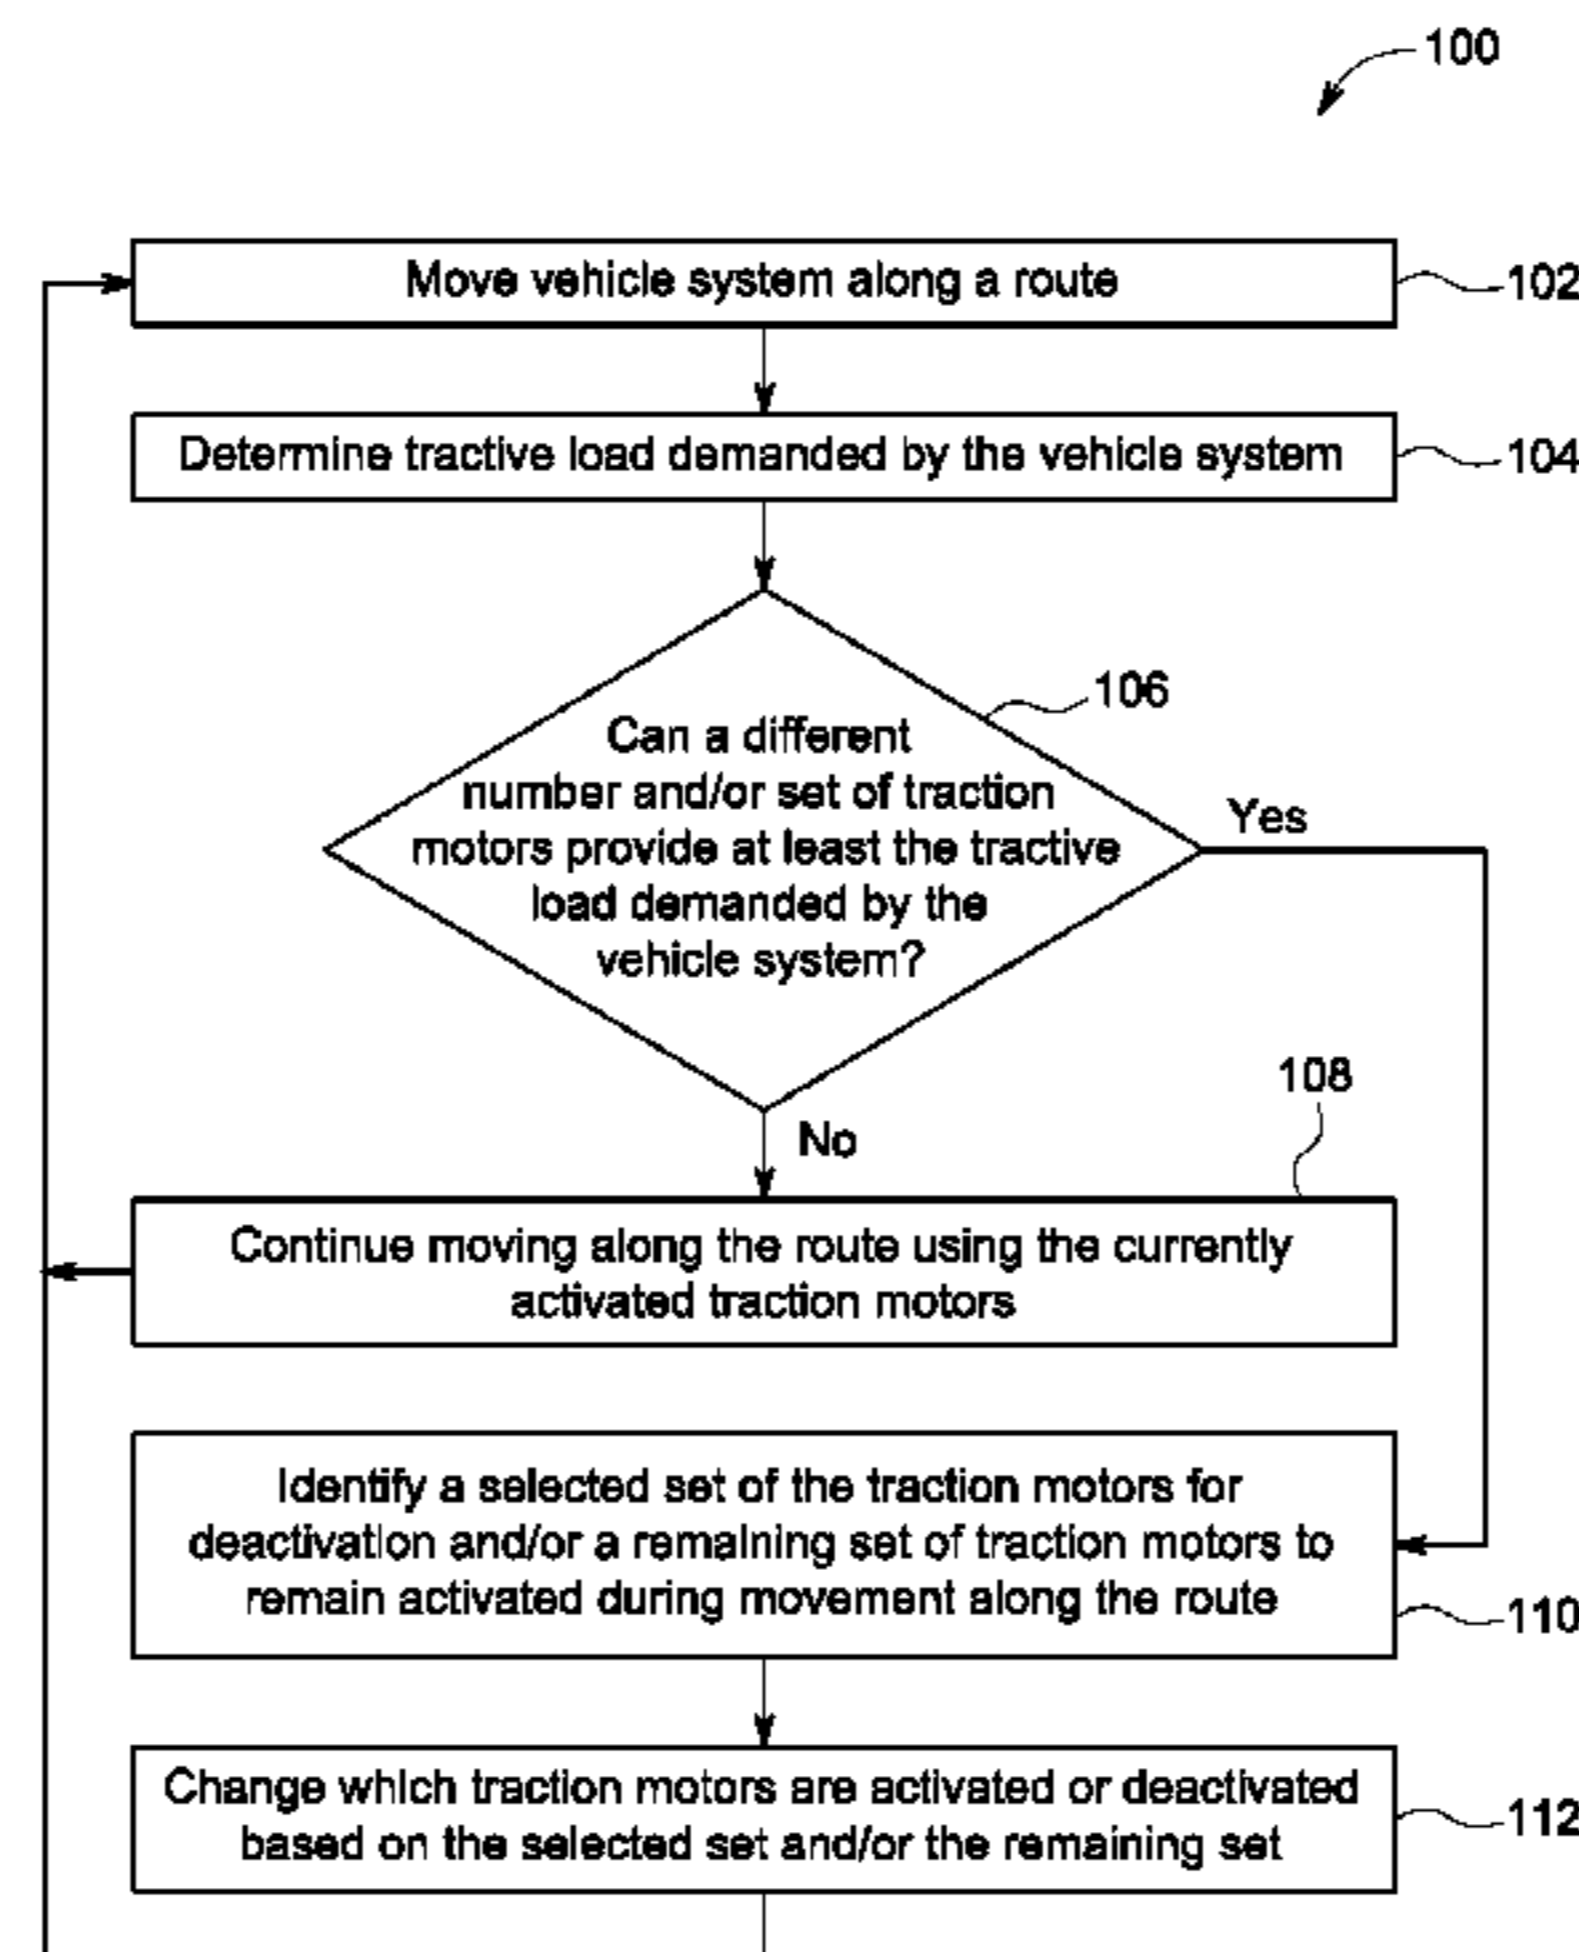 100
Move vehicle system along a route
102
Determine tractive load demanded by the vehicle system
104
106
Can a different
number and/or set of traction
motors provide at least the tractive
load demanded by the
vehicle system?
Yes
No
108
Continue moving along the route using the currently
activated traction motors
Identify a selected set of the traction motors for
deactivation and/or a remaining set of traction motors to
remain activated during movement along the route
110
Change which traction motors are activated or deactivated
based on the selected set and/or the remaining set
112